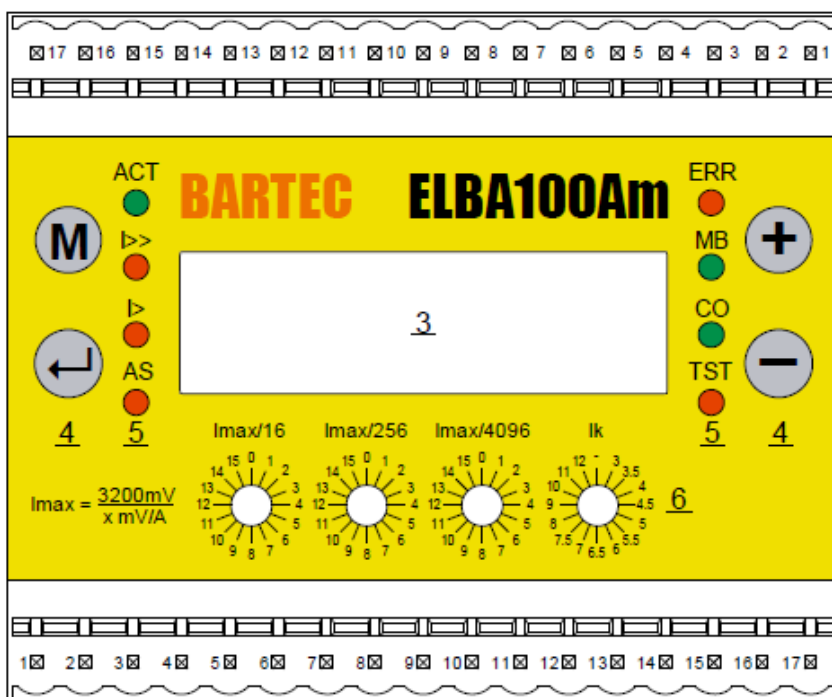 17 16 15 14 13 12 11 10 9 8 7 6 5 4 3 2 1
ACT BARTEC ELBA100Am ERR
M I>> MB +
3
I> CO
AS TST −
4 5 5 4
Imax/16 Imax/256 Imax/4096 Ik
15 0 1 2 3 4 5 6 7 8 9 10 11 12 13 14
15 0 1 2 3 4 5 6 7 8 9 10 11 12 13 14
15 0 1 2 3 4 5 6 7 8 9 10 11 12 13 14
12 - 3 3.5 4 4.5 5 5.5 6 6.5 7 7.5 8 9 10 11
6
Imax = 3200mV
x mV/A
1 2 3 4 5 6 7 8 9 10 11 12 13 14 15 16 17